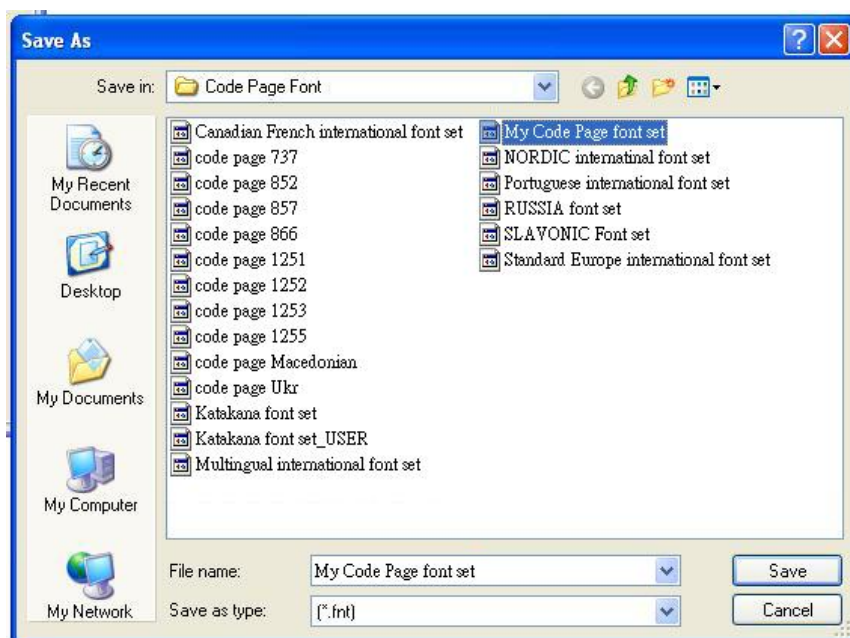 Save As
Save in:
Code Page Font
My Recent
Documents
Desktop
My Documents
My Computer
My Network
Canadian French international font set
code page 737
code page 852
code page 857
code page 866
code page 1251
code page 1252
code page 1253
code page 1255
code page Macedonian
code page Ukr
Katakana font set
Katakana font set_USER
Multingual international font set
My Code Page font set
NORDIC internatinal font set
Portuguese international font set
RUSSIA font set
SLAVONIC Font set
Standard Europe international font set
File name:
My Code Page font set
Save
Save as type:
(*.fnt)
Cancel